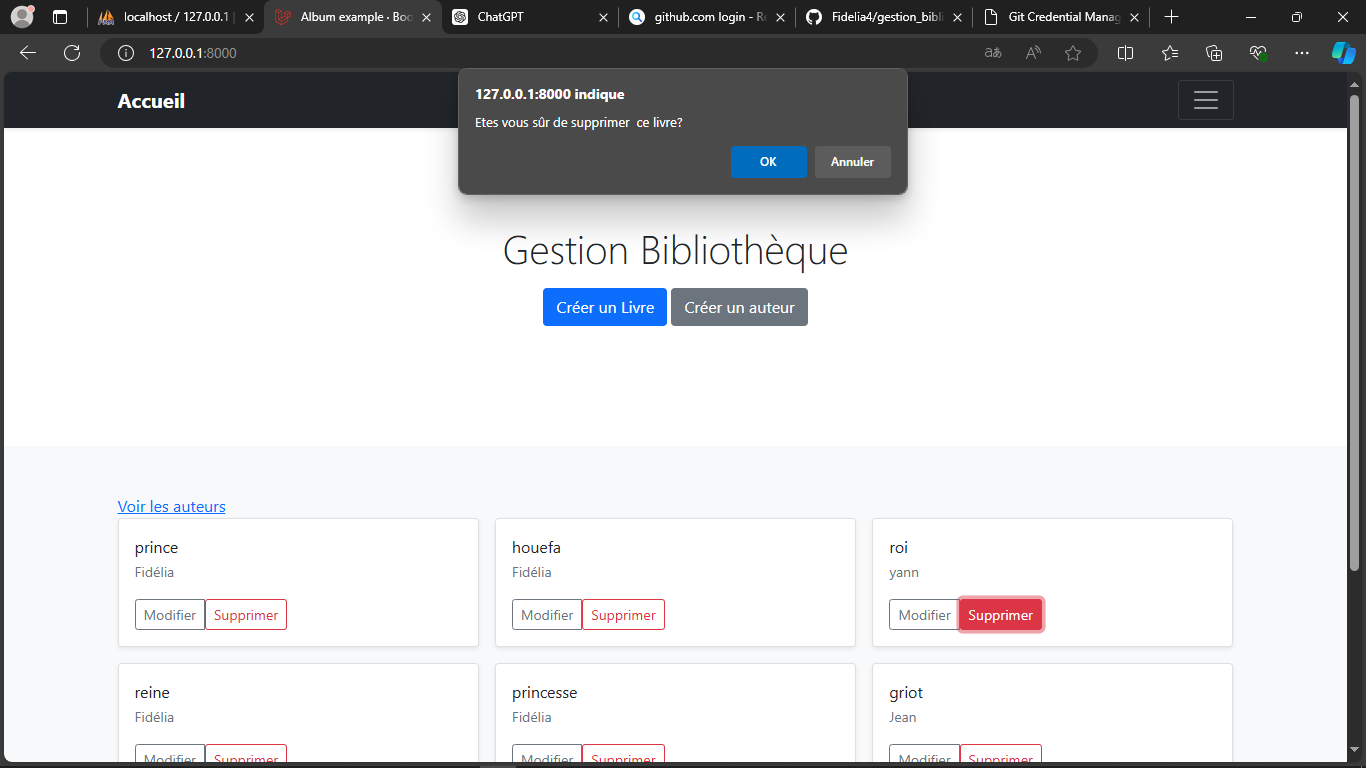 localhost / 127.0.0.1
Album example · Boo
ChatGPT
github.com login - Re
Fidelia4/gestion_bibli
Git Credential Manag
127.0.0.1:8000
Accueil
127.0.0.1:8000 indique
Etes vous sûr de supprimer ce livre?
OK
Annuler
Gestion Bibliothèque
Créer un Livre
Créer un auteur
Voir les auteurs
prince
Fidélia
Modifier
Supprimer
houefa
Fidélia
Modifier
Supprimer
roi
yann
Modifier
Supprimer
reine
Fidélia
Modifier
Supprimer
princesse
Fidélia
Modifier
Supprimer
griot
Jean
Modifier
Supprimer